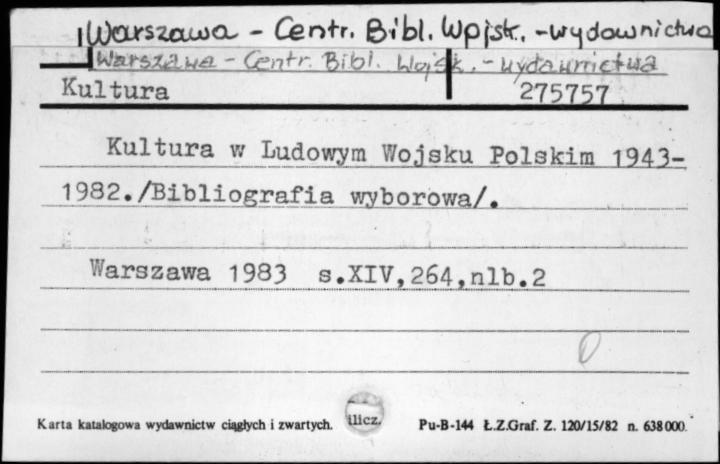 Warszawa - Centr. Bibl. Wojsk. - wydawnictwa
Warszawa - Centr. Bibl. Wojsk. - wydawnictwa
Kultura 275757
Kultura w Ludowym Wojsku Polskim 1943-
1982./Bibliografia wyborowa/.
Warszawa 1983 s.XIV,264,nlb.2
Karta katalogowa wydawnictw ciągłych i zwartych. ilicz. Pu-B-144 Ł.Z.Graf. Z. 120/15/82 n. 638000.